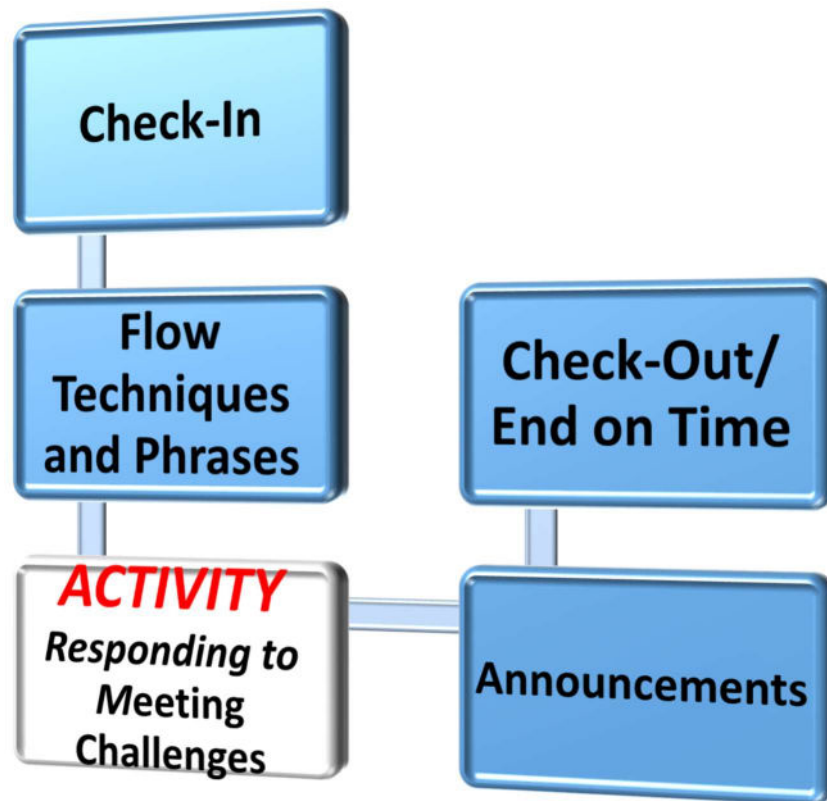 Check-In
Flow
Techniques
and Phrases
ACTIVITY
Responding to
Meeting
Challenges
Announcements
Check-Out/
End on Time